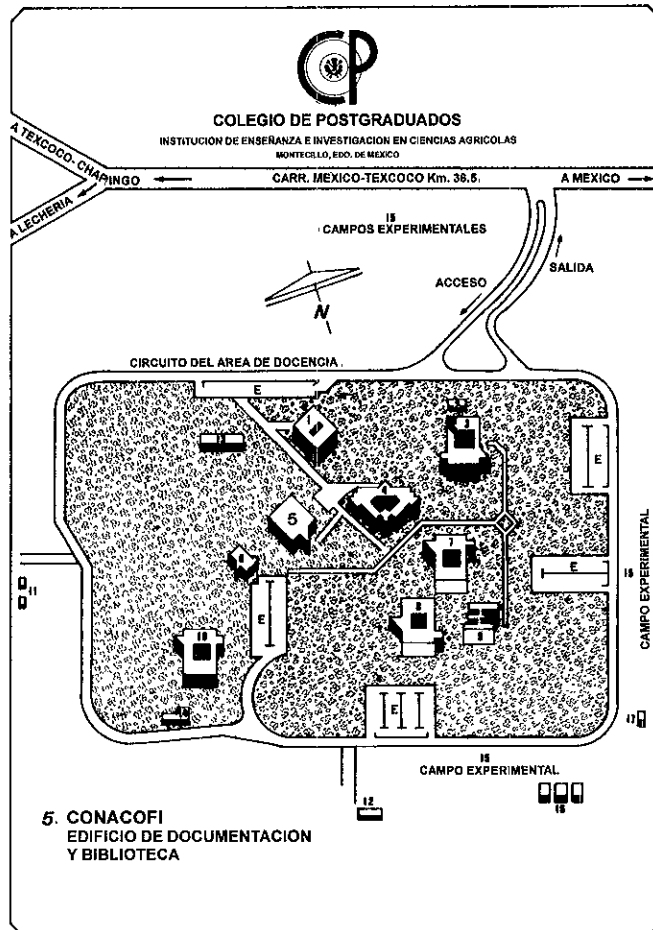 CP
COLEGIO DE POSTGRADUADOS
INSTITUCIÓN DE ENSEÑANZA E INVESTIGACION EN CIENCIAS AGRICOLAS
MONTECILLO, EDO. DE MEXICO
A TEXCOCO- CHAPINGO
CARR. MEXICO-TEXCOCO Km. 36.5.
A MEXICO
A LECHERIA
15
CAMPOS EXPERIMENTALES
SALIDA
ACCESO
N
CIRCUITO DEL AREA DE DOCENCIA
E
1
3
E
4
5
7
6
E
15
CAMPO EXPERIMENTAL
11
E
8
9
10
E
17
15
CAMPO EXPERIMENTAL
12
16
5. CONACOFI
EDIFICIO DE DOCUMENTACION
Y BIBLIOTECA